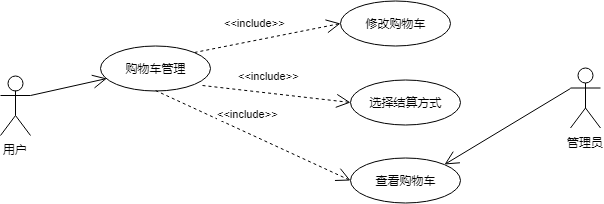 <<include>>
修改购物车
购物车管理
<<include>>
选择结算方式
<<include>>
用户
管理员
查看购物车